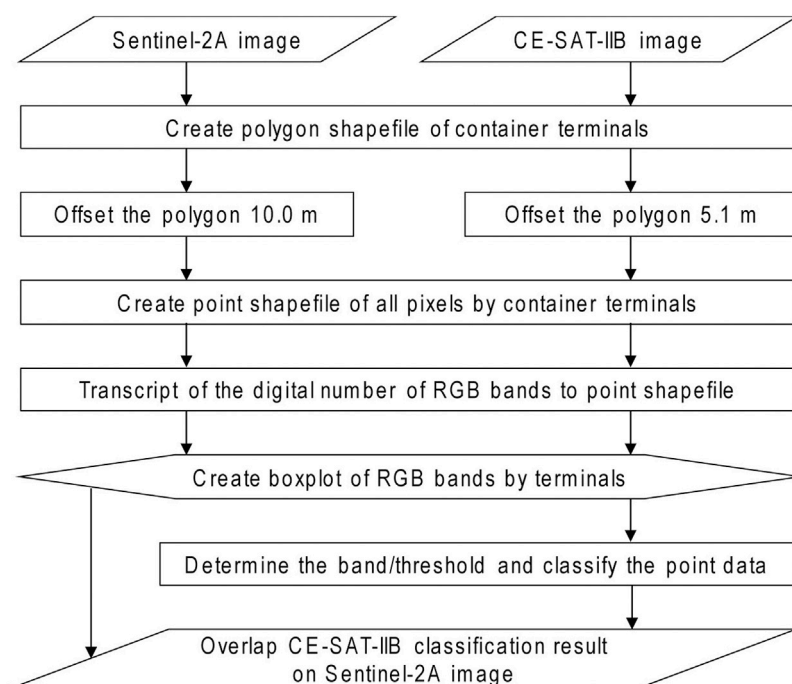 Sentinel-2A image
CE-SAT-IIB image
Create polygon shapefile of container terminals
Offset the polygon 10.0 m
Offset the polygon 5.1 m
Create point shapefile of all pixels by container terminals
Transcript of the digital number of RGB bands to point shapefile
Create boxplot of RGB bands by terminals
Determine the band/threshold and classify the point data
Overlap CE-SAT-IIB classification result
on Sentinel-2A image